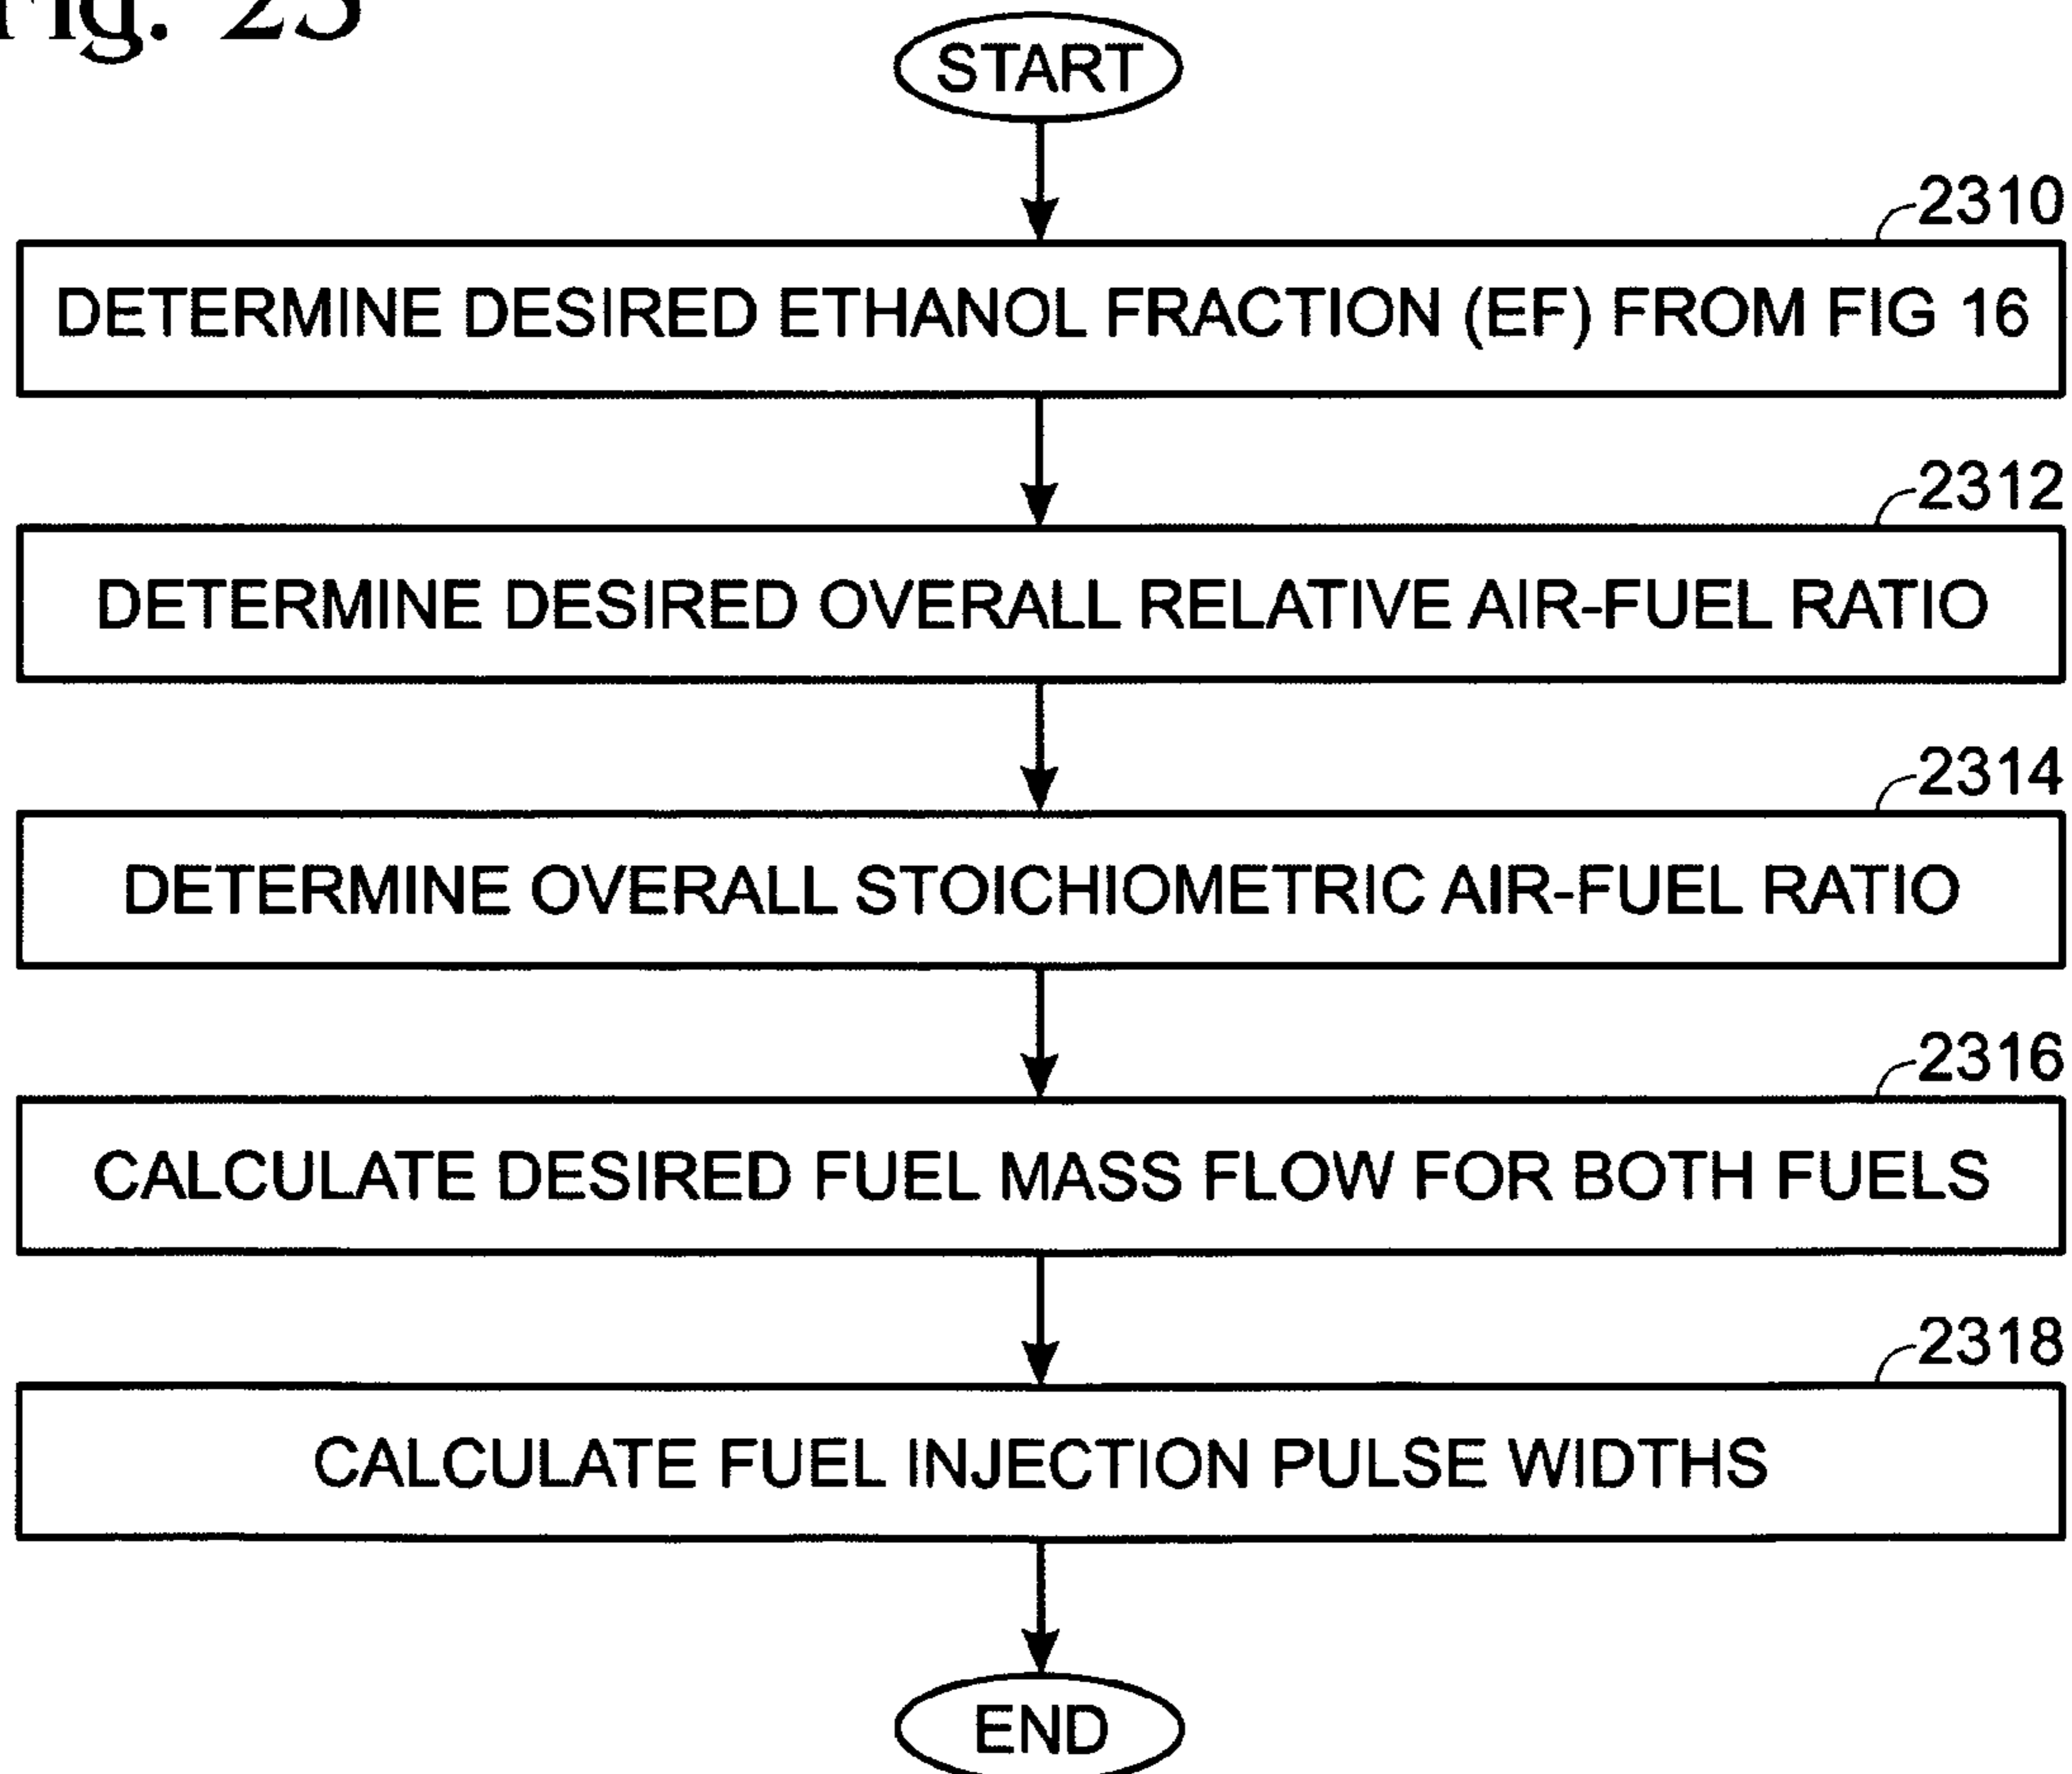 Fig. 23
START
2310
DETERMINE DESIRED ETHANOL FRACTION (EF) FROM FIG 16
2312
DETERMINE DESIRED OVERALL RELATIVE AIR-FUEL RATIO
2314
DETERMINE OVERALL STOICHIOMETRIC AIR-FUEL RATIO
2316
CALCULATE DESIRED FUEL MASS FLOW FOR BOTH FUELS
2318
CALCULATE FUEL INJECTION PULSE WIDTHS
END